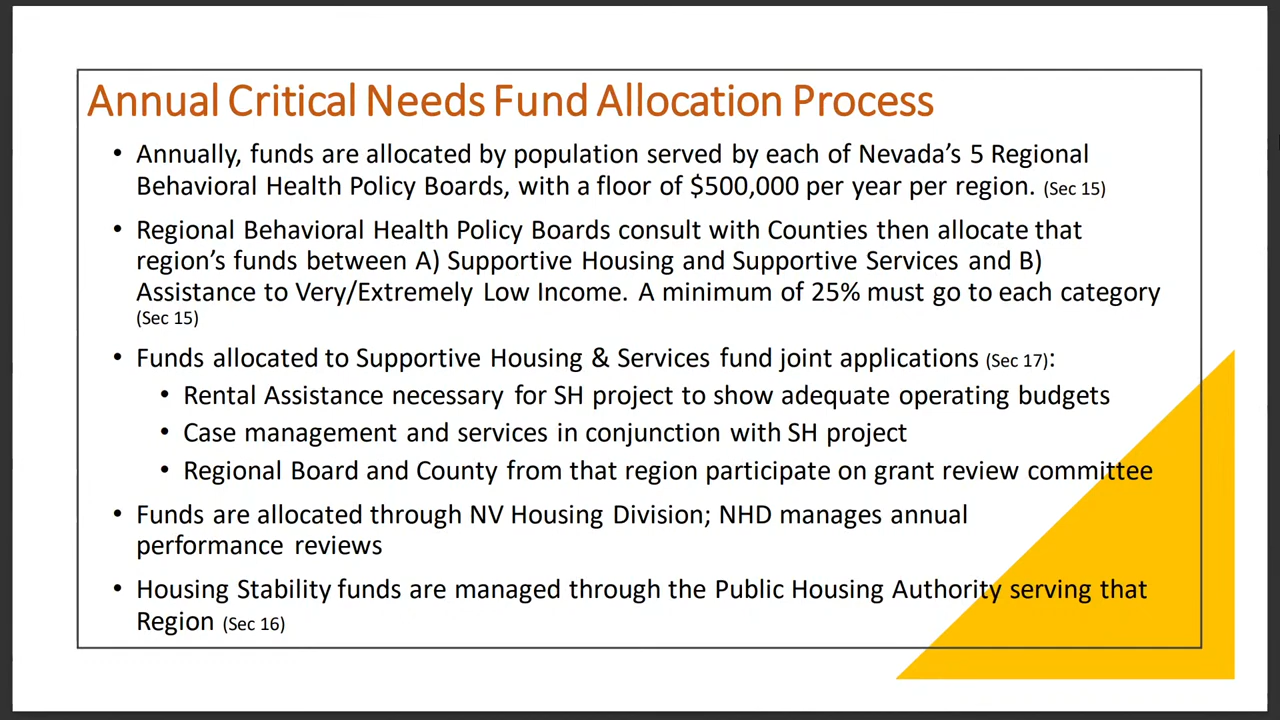 Annual Critical Needs Fund Allocation Process
• Annually, funds are allocated by population served by each of Nevada’s 5 Regional
Behavioral Health Policy Boards, with a floor of $500,000 per year per region. (Sec 15)
• Regional Behavioral Health Policy Boards consult with Counties then allocate that
region’s funds between A) Supportive Housing and Supportive Services and B)
Assistance to Very/Extremely Low Income. A minimum of 25% must go to each category
(Sec 15)
• Funds allocated to Supportive Housing & Services fund joint applications (Sec 17):
• Rental Assistance necessary for SH project to show adequate operating budgets
• Case management and services in conjunction with SH project
• Regional Board and County from that region participate on grant review committee
• Funds are allocated through NV Housing Division; NHD manages annual
performance reviews
• Housing Stability funds are managed through the Public Housing Authority serving that
Region (Sec 16)